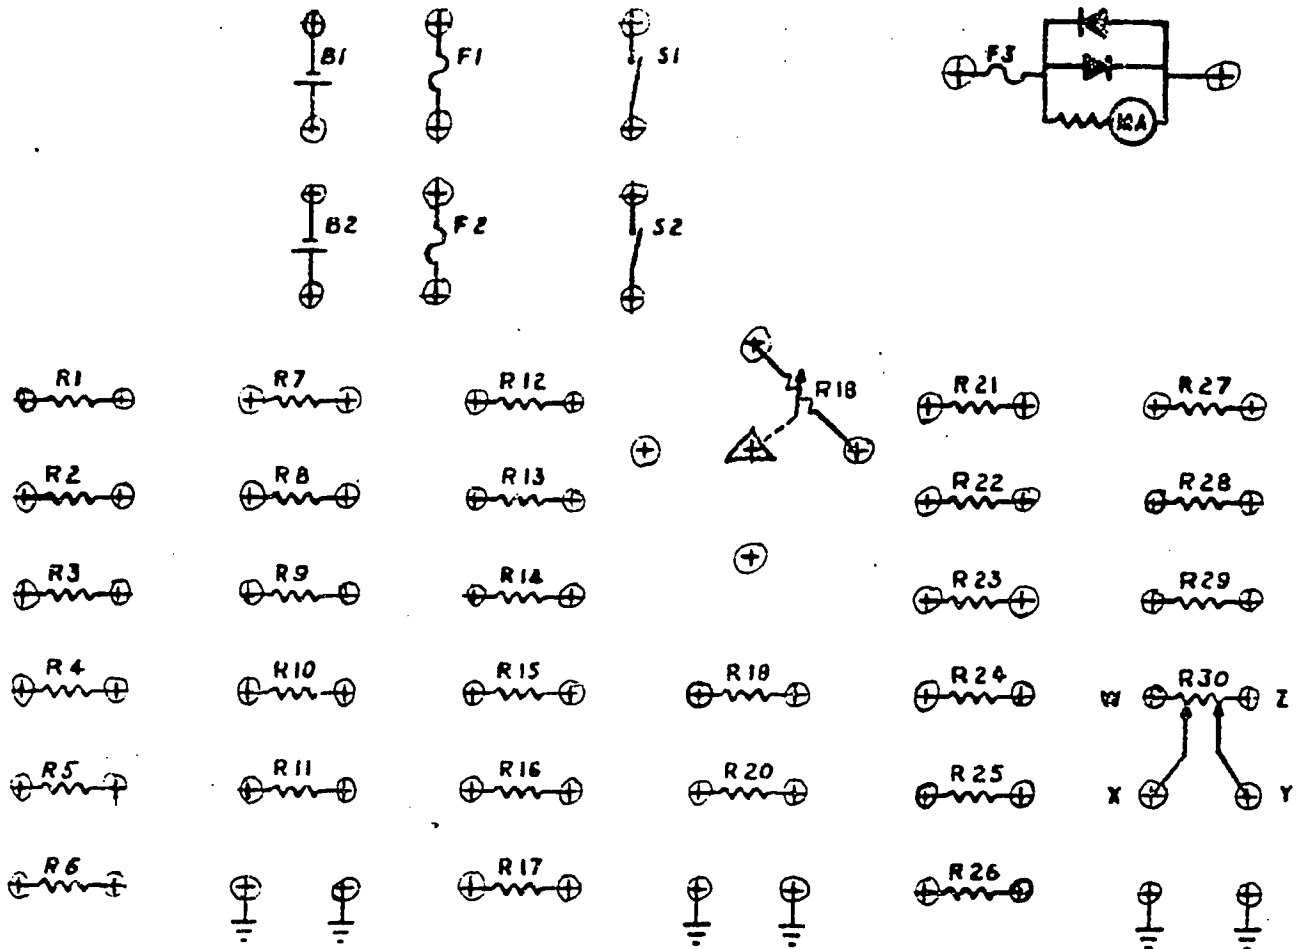 B1 F1 S1 F3
12A
B2 F2 S2
R1 R7 R12 R18 R21 R27
R2 R8 R13 R22 R28
R3 R9 R14 R23 R29
R4 R10 R15 R19 R24 W R30 Z
R5 R11 R16 R20 R25 X Y
R6 R17 R26